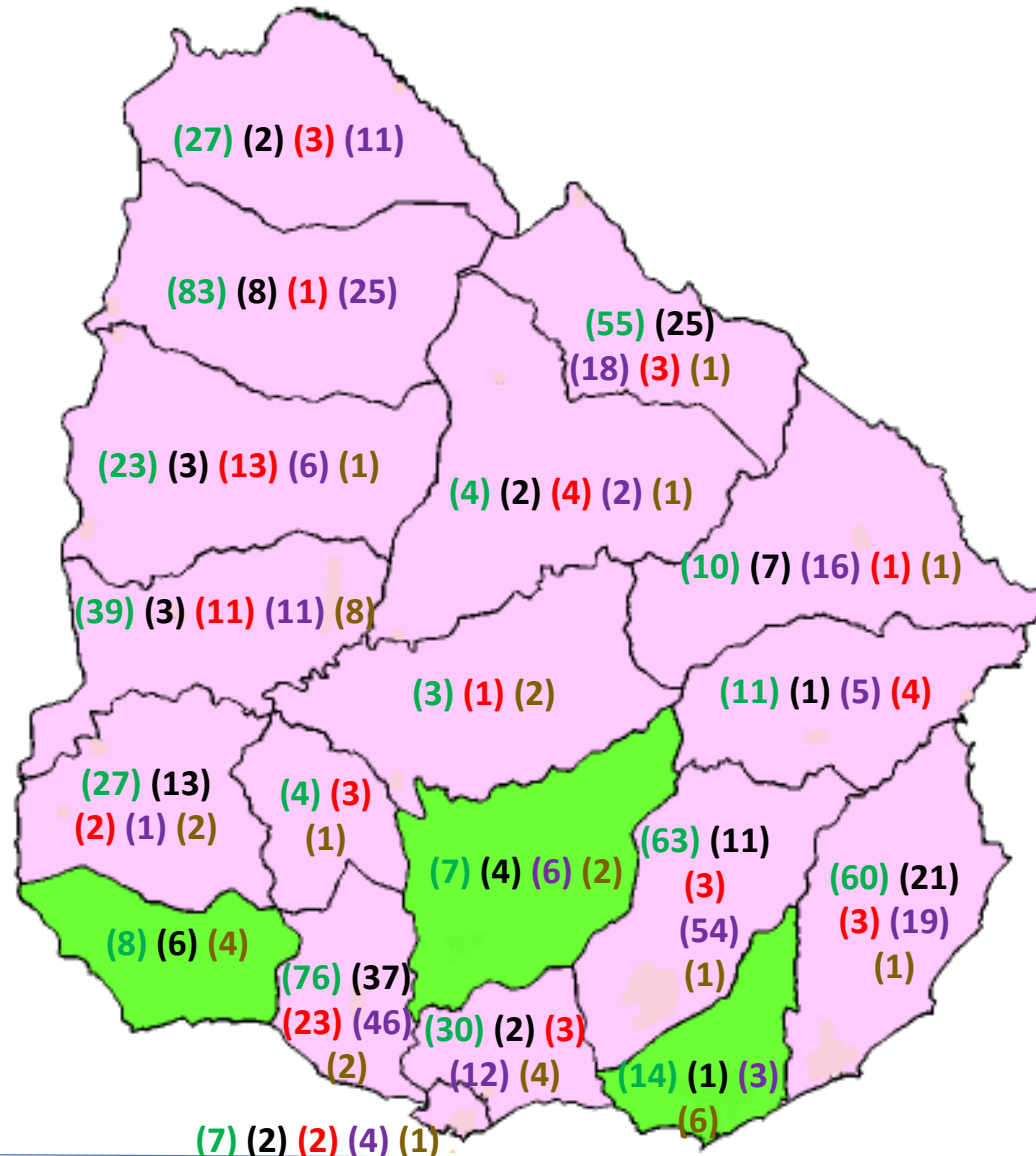 (27) (2) (3) (11)
(83) (8) (1) (25)
(55) (25)
(18) (3) (1)
(23) (3) (13) (6) (1)
(4) (2) (4) (2) (1)
(10) (7) (16) (1) (1)
(39) (3) (11) (11) (8)
(3) (1) (2)
(11) (1) (5) (4)
(27) (13)
(2) (1) (2)
(4) (3)
(1)
(7) (4) (6) (2)
(63) (11)
(3)
(54)
(1)
(60) (21)
(3) (19)
(1)
(8) (6) (4)
(76) (37)
(23) (46)
(2)
(30) (2) (3)
(12) (4)
(14) (1) (3)
(6)
(7) (2) (2) (4) (1)